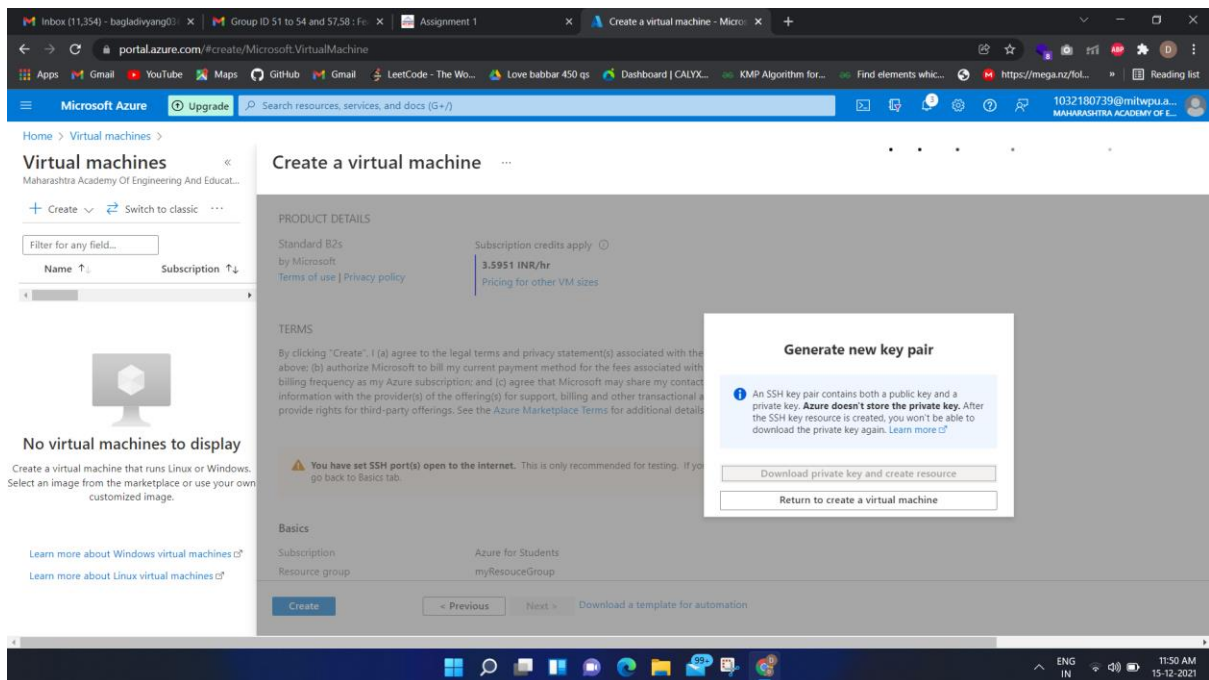 Inbox (11,354) - bagladivyang03
Group ID 51 to 54 and 57,58 : Fe
Assignment 1
Create a virtual machine - Micros
portal.azure.com/#create/Microsoft.VirtualMachine
Apps Gmail YouTube Maps GitHub Gmail LeetCode - The Wo... Love babbar 450 qs Dashboard | CALYX... KMP Algorithm for... Find elements whic... https://mega.nz/fol... » Reading list
Microsoft Azure Upgrade Search resources, services, and docs (G+/) 3 1032180739@mitwpu.a...
MAHARASHTRA ACADEMY OF E...
Home > Virtual machines >
Virtual machines «
Maharashtra Academy Of Engineering And Educat...
+ Create Switch to classic ...
Filter for any field...
Name ↑↓ Subscription ↑↓
No virtual machines to display
Create a virtual machine that runs Linux or Windows.
Select an image from the marketplace or use your own
customized image.
Learn more about Windows virtual machines
Learn more about Linux virtual machines
Create a virtual machine ...
PRODUCT DETAILS
Standard B2s
by Microsoft
Terms of use | Privacy policy
Subscription credits apply
3.5951 INR/hr
Pricing for other VM sizes
TERMS
By clicking "Create", I (a) agree to the legal terms and privacy statement(s) associated with the
above; (b) authorize Microsoft to bill my current payment method for the fees associated with
billing frequency as my Azure subscription; and (c) agree that Microsoft may share my contact
information with the provider(s) of the offering(s) for support, billing and other transactional a
provide rights for third-party offerings. See the Azure Marketplace Terms for additional details
You have set SSH port(s) open to the internet. This is only recommended for testing. If yo
go back to Basics tab.
Basics
Subscription Azure for Students
Resource group myResouceGroup
Create < Previous Next > Download a template for automation
Generate new key pair
An SSH key pair contains both a public key and a
private key. Azure doesn't store the private key. After
the SSH key resource is created, you won't be able to
download the private key again. Learn more
Download private key and create resource
Return to create a virtual machine
99+
ENG
IN
11:50 AM
15-12-2021